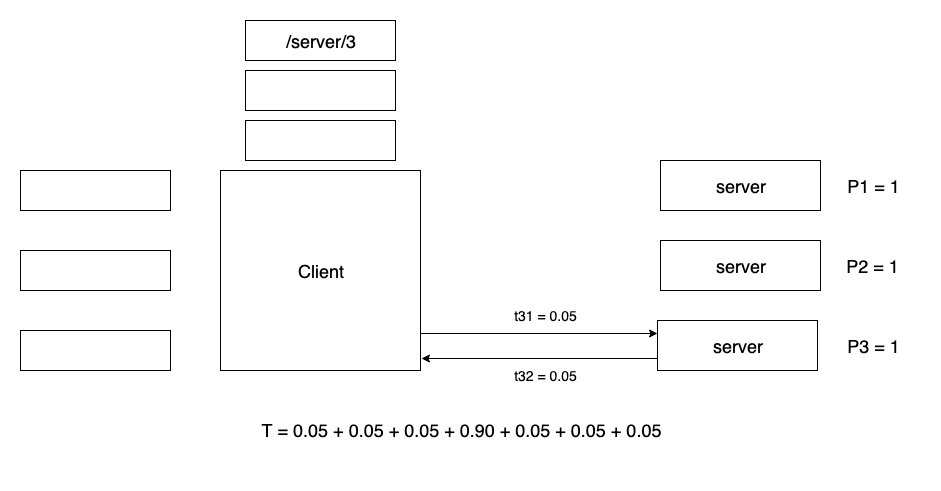 /server/3
server
P1 = 1
Client
server
P2 = 1
t31 = 0.05
server
P3 = 1
t32 = 0.05
T = 0.05 + 0.05 + 0.05 + 0.90 + 0.05 + 0.05 + 0.05